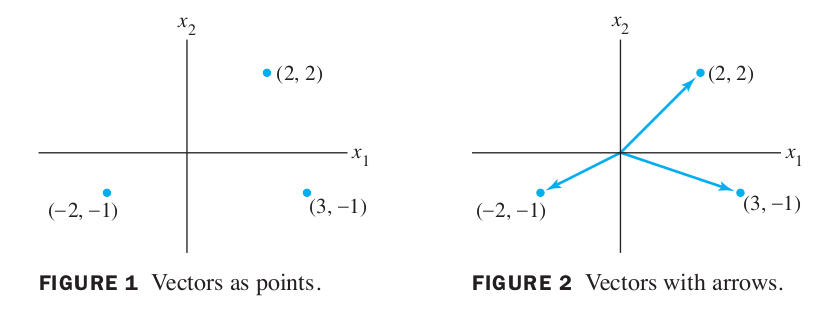 x₂
(2, 2)
x₁
(−2, −1)
(3, −1)
FIGURE 1 Vectors as points.
x₂
(2, 2)
x₁
(−2, −1)
(3, −1)
FIGURE 2 Vectors with arrows.